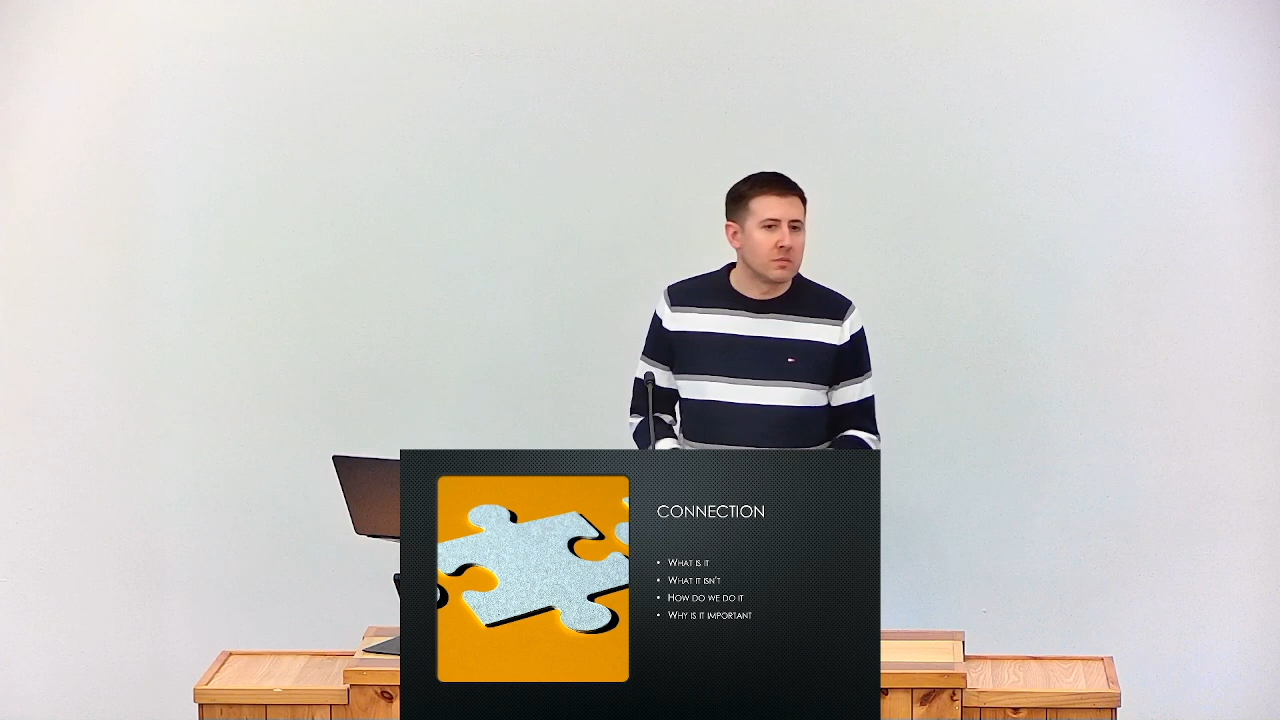 CONNECTION
• WHAT IS IT
• WHAT IT ISN'T
• HOW DO WE DO IT
• WHY IS IT IMPORTANT